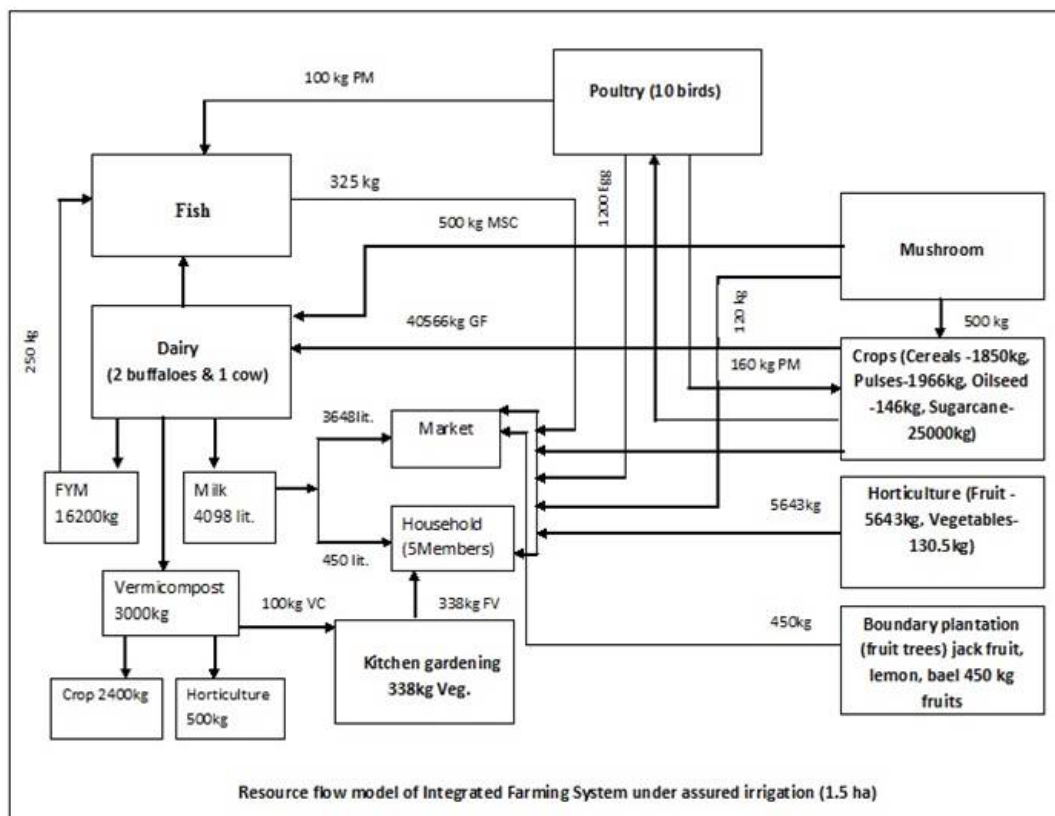 100 kg PM
Poultry (10 birds)
Fish
325 kg
1200 Egg
500 kg MSC
Mushroom
250 kg
Dairy
(2 buffaloes & 1 cow)
40566kg GF
120 kg
500 kg
160 kg PM
Crops (Cereals -1850kg,
Pulses-1966kg, Oilseed
-146kg, Sugarcane-
25000kg)
3648lit.
Market
FYM
16200kg
Milk
4098 lit.
Household
(5Members)
450 lit.
5643kg
Horticulture (Fruit -
5643kg, Vegetables-
130.5kg)
Vermicompost
3000kg
100kg VC
338kg FV
Kitchen gardening
338kg Veg.
450kg
Boundary plantation
(fruit trees) jack fruit,
lemon, bael 450 kg
fruits
Crop 2400kg
Horticulture
500kg
Resource flow model of Integrated Farming System under assured irrigation (1.5 ha)